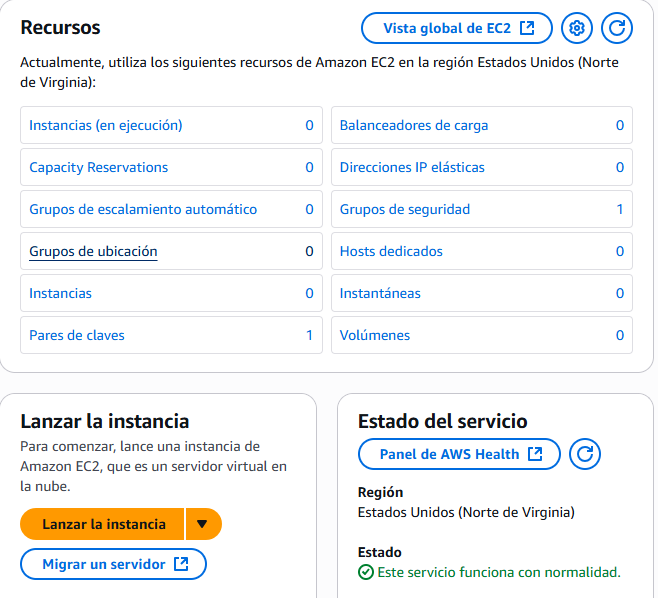 Recursos
Vista global de EC2
Actualmente, utiliza los siguientes recursos de Amazon EC2 en la región Estados Unidos (Norte
de Virginia):
Instancias (en ejecución) 0
Balanceadores de carga 0
Capacity Reservations 0
Direcciones IP elásticas 0
Grupos de escalamiento automático 0
Grupos de seguridad 1
Grupos de ubicación 0
Hosts dedicados 0
Instancias 0
Instantáneas 0
Pares de claves 1
Volúmenes 0
Lanzar la instancia
Para comenzar, lance una instancia de
Amazon EC2, que es un servidor virtual en
la nube.
Lanzar la instancia
Migrar un servidor
Estado del servicio
Panel de AWS Health
Región
Estados Unidos (Norte de Virginia)
Estado
Este servicio funciona con normalidad.